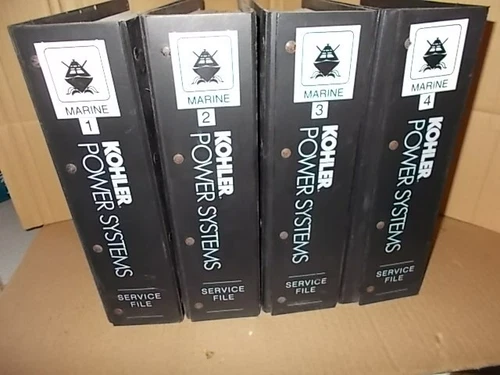 MARINE
1
KOHLER
POWER SYSTEMS
SERVICE
FILE
MARINE
2
KOHLER
POWER SYSTEMS
SERVICE
FILE
MARINE
3
KOHLER
POWER SYSTEMS
SERVICE
FILE
MARINE
4
KOHLER
POWER SYSTEMS
SERVICE
FILE